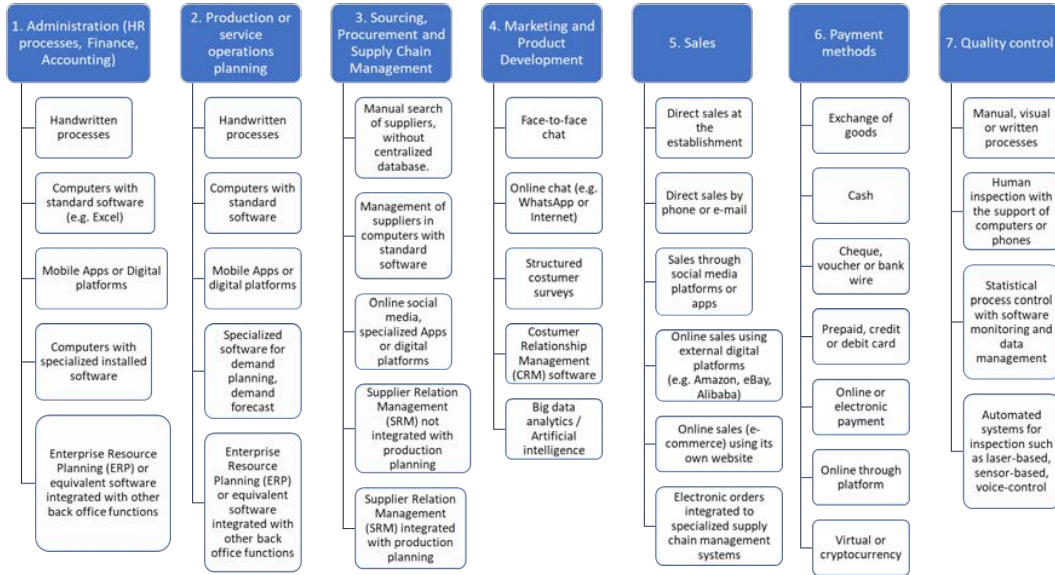 1. Administration (HR
processes, Finance,
Accounting)
Handwritten
processes
Computers with
standard software
(e.g. Excel)
Mobile Apps or Digital
platforms
Computers with
specialized installed
software
Enterprise Resource
Planning (ERP) or
equivalent software
integrated with other
back office functions
2. Production or
service
operations
planning
Handwritten
processes
Computers with
standard
software
Mobile Apps or
digital platforms
Specialized
software for
demand
planning,
demand
forecast
Enterprise
Resource
Planning (ERP)
or equivalent
software
integrated with
other back
office functions
3. Sourcing,
Procurement and
Supply Chain
Management
Manual search
of suppliers,
without
centralized
database.
Management of
suppliers in
computers with
standard
software
Online social
media,
specialized Apps
or digital
platforms
Supplier Relation
Management
(SRM) not
integrated with
production
planning
Supplier Relation
Management
(SRM) integrated
with production
planning
4. Marketing and
Product
Development
Face-to-face
chat
Online chat (e.g.
WhatsApp or
Internet)
Structured
costumer
surveys
Costumer
Relationship
Management
(CRM) software
Big data
analytics /
Artificial
intelligence
5. Sales
Direct sales at
the
establishment
Direct sales by
phone or e-mail
Sales through
social media
platforms or
apps
Online sales using
external digital
platforms
(e.g. Amazon, eBay,
Alibaba)
Online sales (e-
commerce) using its
own website
Electronic orders
integrated to
specialized supply
chain management
systems
6. Payment
methods
Exchange of
goods
Cash
Cheque,
voucher or bank
wire
Prepaid, credit
or debit card
Online or
electronic
payment
Online through
platform
Virtual or
cryptocurrency
7. Quality control
Manual, visual
or written
processes
Human
inspection with
the support of
computers or
phones
Statistical
process control
with software
monitoring and
data
management
Automated
systems for
inspection such
as laser-based,
sensor-based,
voice-control